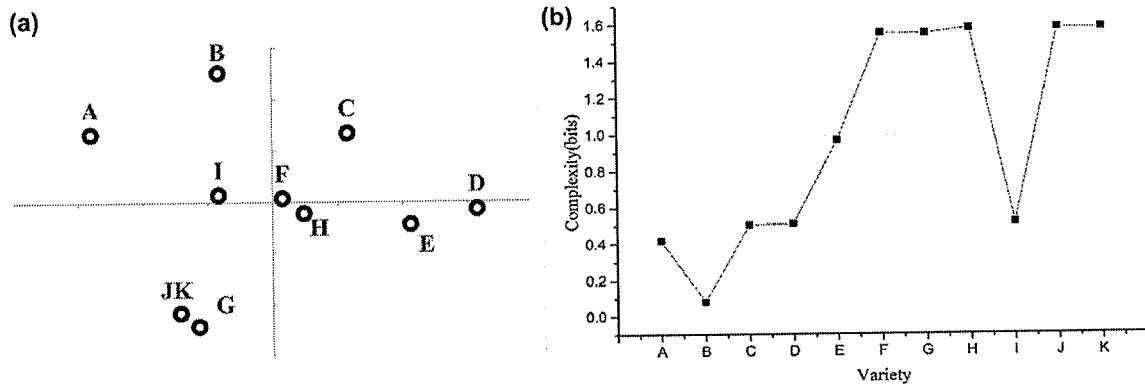 (a)
B
A
C
I
F
D
H
E
JK
G
(b)
Complexity(bits)
1.6
1.4
1.2
1.0
0.8
0.6
0.4
0.2
0.0
A B C D E F G H I J K
Variety